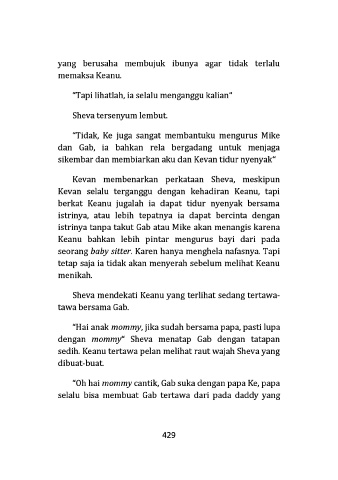 yang berusaha membujuk ibunya agar tidak terlalu
memaksa Keanu.
“Tapi lihatlah, ia selalu menganggu kalian”
Sheva tersenyum lembut.
“Tidak, Ke juga sangat membantuku mengurus Mike
dan Gab, ia bahkan rela bergadang untuk menjaga
sikembar dan membiarkan aku dan Kevan tidur nyenyak”
Kevan membenarkan perkataan Sheva, meskipun
Kevan selalu terganggu dengan kehadiran Keanu, tapi
berkat Keanu jugalah ia dapat tidur nyenyak bersama
istrinya, atau lebih tepatnya ia dapat bercinta dengan
istrinya tanpa takut Gab atau Mike akan menangis karena
Keanu bahkan lebih pintar mengurus bayi dari pada
seorang baby sitter. Karen hanya menghela nafasnya. Tapi
tetap saja ia tidak akan menyerah sebelum melihat Keanu
menikah.
Sheva mendekati Keanu yang terlihat sedang tertawa-
tawa bersama Gab.
“Hai anak mommy, jika sudah bersama papa, pasti lupa
dengan mommy” Sheva menatap Gab dengan tatapan
sedih. Keanu tertawa pelan melihat raut wajah Sheva yang
dibuat-buat.
“Oh hai mommy cantik, Gab suka dengan papa Ke, papa
selalu bisa membuat Gab tertawa dari pada daddy yang
429